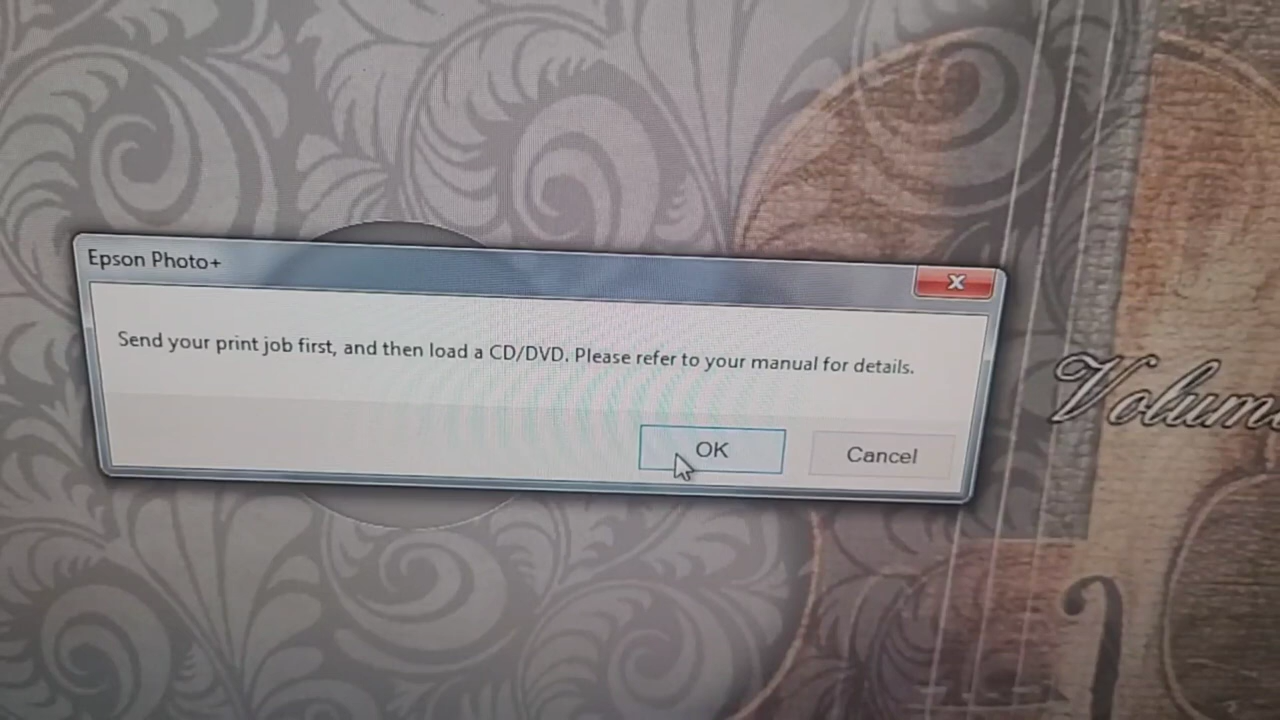 Epson Photo+
Send your print job first, and then load a CD/DVD. Please refer to your manual for details.
OK
Cancel